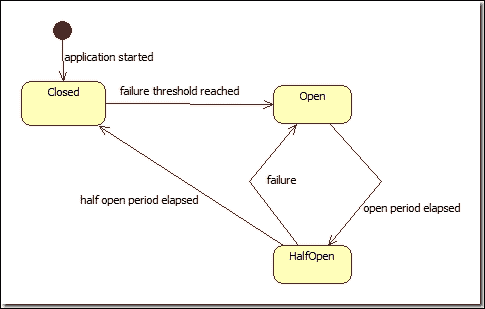 application started
Closed
failure threshold reached
Open
failure
half open period elapsed
open period elapsed
HalfOpen